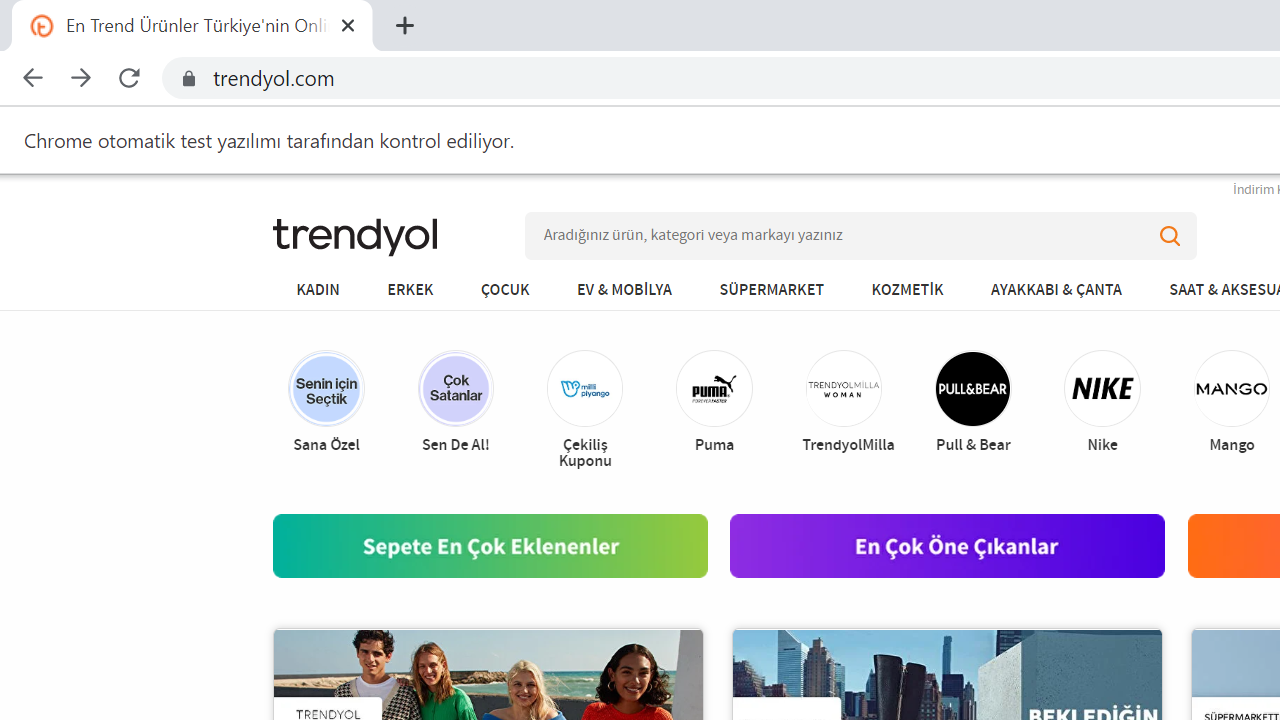 En Trend Ürünler Türkiye'nin Onli
trendyol.com
Chrome otomatik test yazılımı tarafından kontrol ediliyor.
İndirim
trendyol
Aradığınız ürün, kategori veya markayı yazınız
KADIN ERKEK ÇOCUK EV & MOBİLYA SÜPERMARKET KOZMETİK AYAKKABI & ÇANTA SAAT & AKSESUA
Senin için
Seçtik
Çok
Satanlar
milli
piyango
PUMA
FOREVER FASTER
TRENDYOLMILLA
WOMAN
PULL&BEAR
NIKE
MANGO
Sana Özel Sen De Al! Çekiliş Puma TrendyolMilla Pull & Bear Nike Mango
Kuponu
Sepete En Çok Eklenenler En Çok Öne Çıkanlar
TRENDYOL
BEKLEDİĞİN
SÜPERMARKET